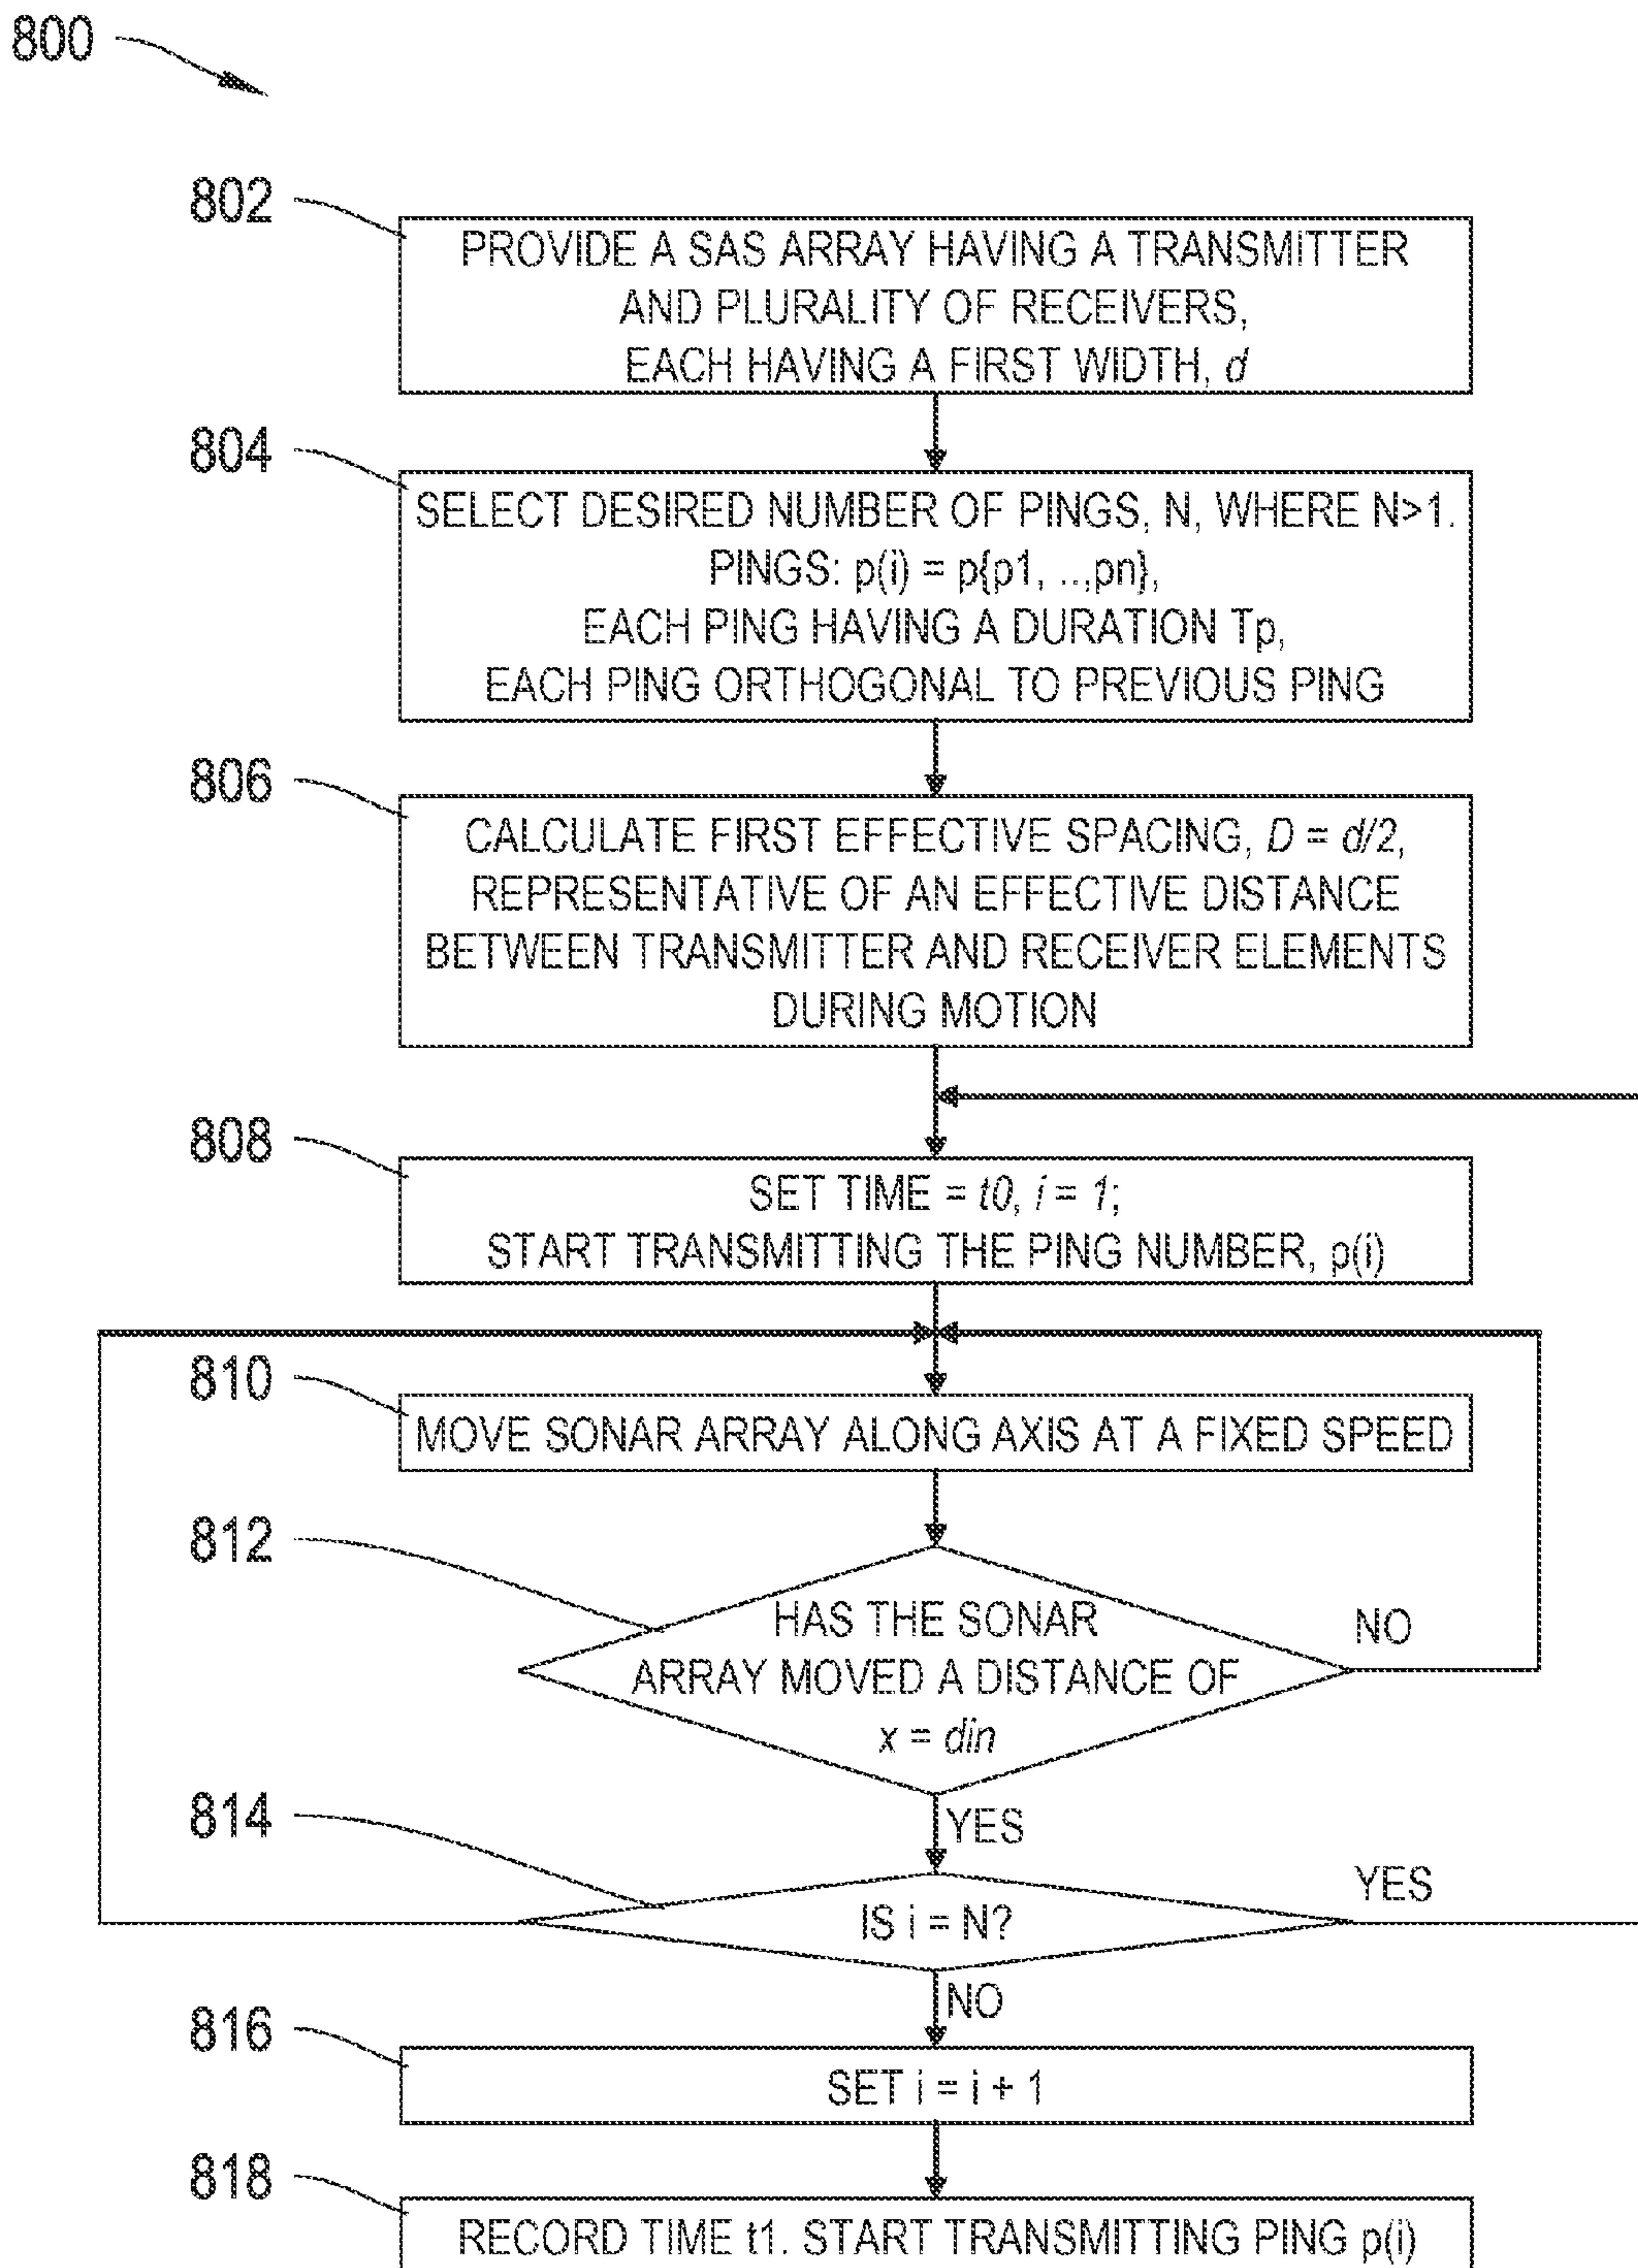 800
802
PROVIDE A SAS ARRAY HAVING A TRANSMITTER
AND PLURALITY OF RECEIVERS,
EACH HAVING A FIRST WIDTH, d
804
SELECT DESIRED NUMBER OF PINGS, N, WHERE N>1.
PINGS: p(i) = p{p1, ..,pn},
EACH PING HAVING A DURATION Tp,
EACH PING ORTHOGONAL TO PREVIOUS PING
806
CALCULATE FIRST EFFECTIVE SPACING, D = d/2,
REPRESENTATIVE OF AN EFFECTIVE DISTANCE
BETWEEN TRANSMITTER AND RECEIVER ELEMENTS
DURING MOTION
808
SET TIME = t0, i = 1;
START TRANSMITTING THE PING NUMBER, p(i)
810
MOVE SONAR ARRAY ALONG AXIS AT A FIXED SPEED
812
HAS THE SONAR
ARRAY MOVED A DISTANCE OF
x = din
NO
YES
814
IS i = N?
YES
NO
816
SET i = i + 1
818
RECORD TIME t1. START TRANSMITTING PING p(i)